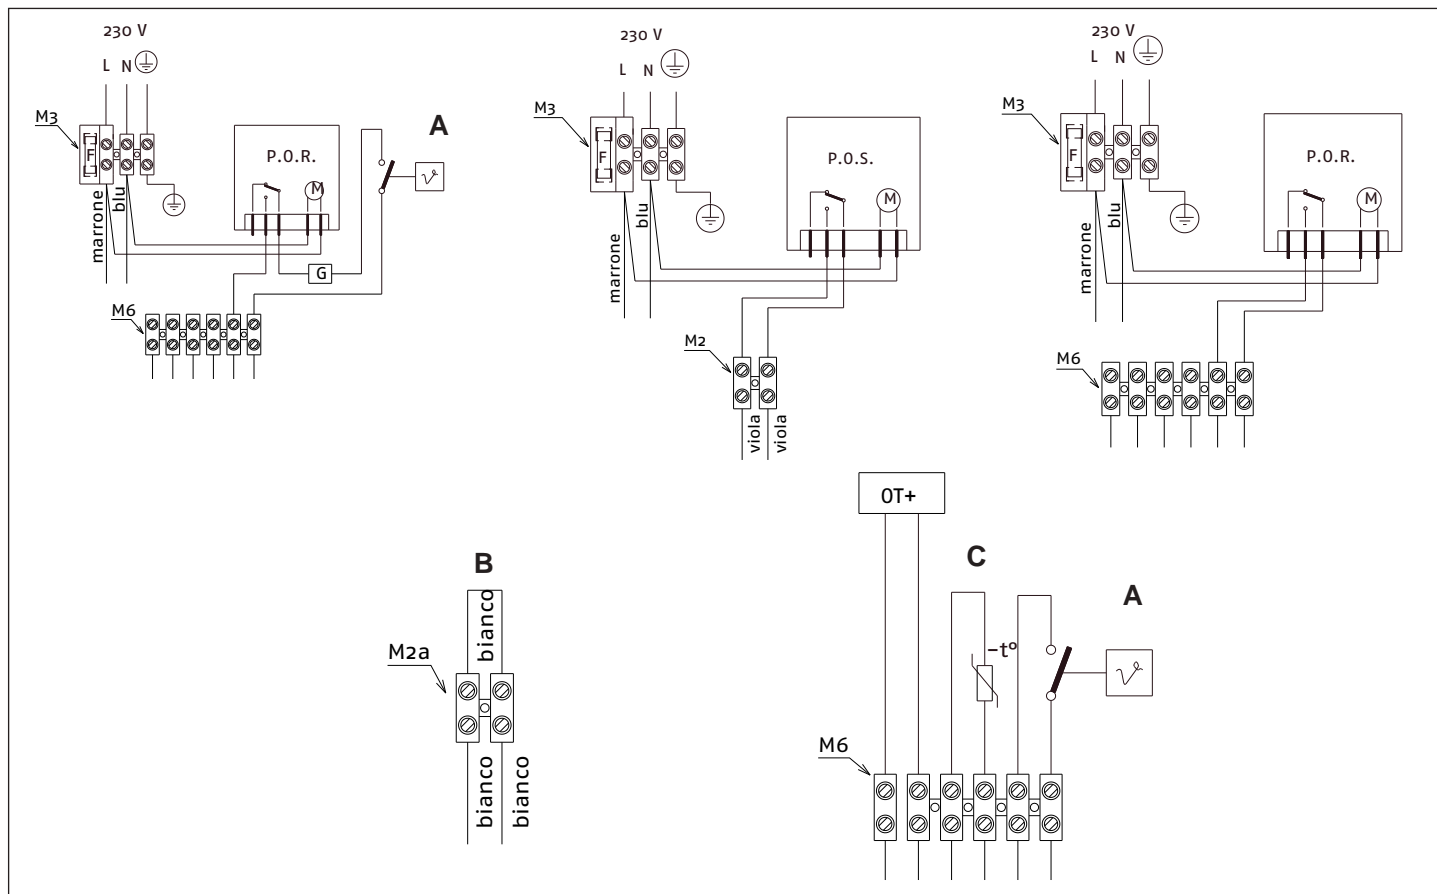 230 V
L N
M3
F
P.O.R.
M
A
marrone
blu
G
M6
230 V
L N
M3
F
P.O.S.
M
marrone
blu
M2
viola
viola
230 V
L N
M3
F
P.O.R.
M
marrone
blu
M6
B
bianco
M2a
bianco
bianco
OT+
C
A
-t°
M6